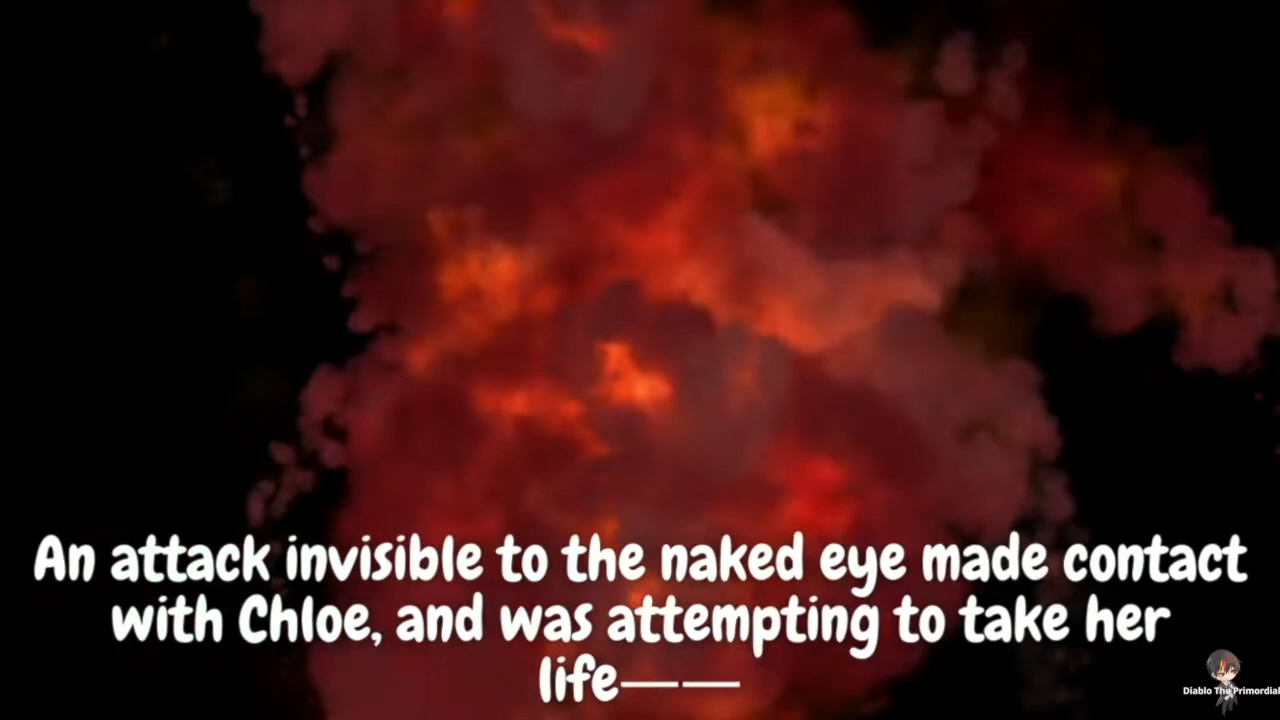 An attack invisible to the naked eye made contact
with Chloe, and was attempting to take her
life——
Diablo The Primordial